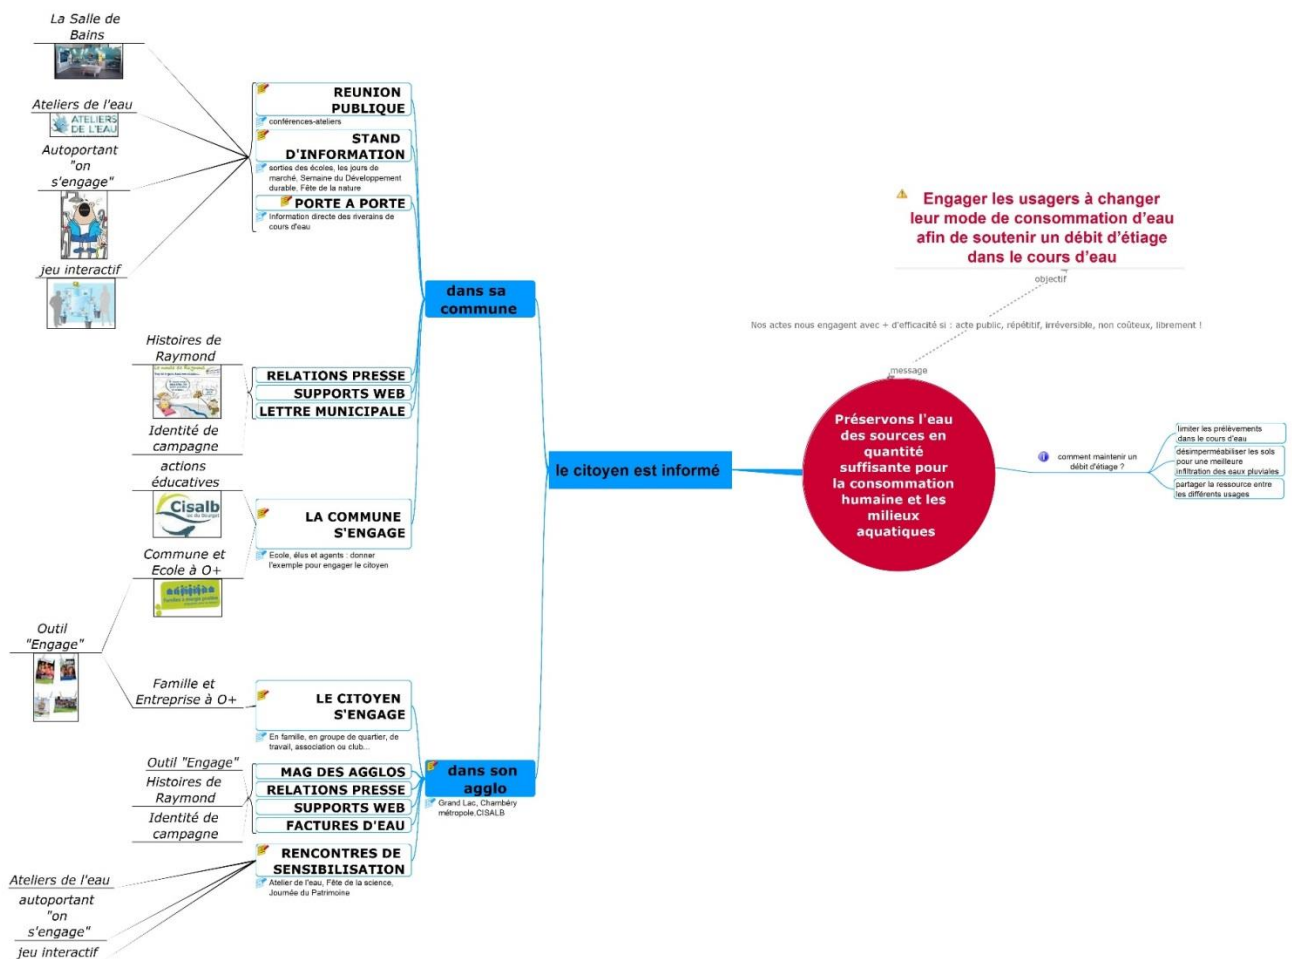 La Salle de
Bains
Ateliers de l'eau
ATELIERS
DE L'EAU
Autoportant
"on
s'engage"
jeu interactif
REUNION
PUBLIQUE
conférences-ateliers
STAND
D'INFORMATION
sorties des écoles, les jours de
marché, Semaine du Développement
durable, Fête de la nature
PORTE A PORTE
Information directe des riverains de
cours d'eau
dans sa
commune
Histoires de
Raymond
Identité de
campagne
RELATIONS PRESSE
SUPPORTS WEB
LETTRE MUNICIPALE
actions
éducatives
Cisalb
Commune et
Ecole à O+
LA COMMUNE
S'ENGAGE
Ecole, élus et agents : donner
l'exemple pour engager le citoyen
Outil
"Engage"
Famille et
Entreprise à O+
LE CITOYEN
S'ENGAGE
En famille, en groupe de quartier, de
travail, association ou club...
Outil "Engage"
Histoires de
Raymond
Identité de
campagne
MAG DES AGGLOS
RELATIONS PRESSE
SUPPORTS WEB
FACTURES D'EAU
dans son
agglo
Grand Lac, Chambéry
métropole,CISALB
RENCONTRES DE
SENSIBILISATION
Atelier de l'eau, Fête de la science,
Journée du Patrimoine
Ateliers de l'eau
autoportant
"on
s'engage"
jeu interactif
le citoyen est informé
Engager les usagers à changer
leur mode de consommation d'eau
afin de soutenir un débit d'étiage
dans le cours d'eau
objectif
Nos actes nous engagent avec + d'efficacité si : acte public, répétitif, irréversible, non coûteux, librement !
message
Préservons l'eau
des sources en
quantité
suffisante pour
la consommation
humaine et les
milieux
aquatiques
comment maintenir un
débit d'étiage ?
limiter les prélèvements
dans le cours d'eau
désimperméabiliser les sols
pour une meilleure
infiltration des eaux pluviales
partager la ressource entre
les différents usages